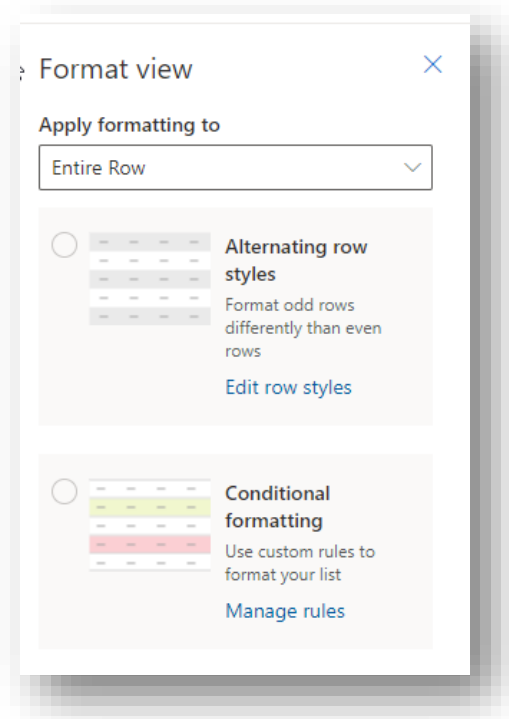 Format view
Apply formatting to
Entire Row
Alternating row
styles
Format odd rows
differently than even
rows
Edit row styles
Conditional
formatting
Use custom rules to
format your list
Manage rules